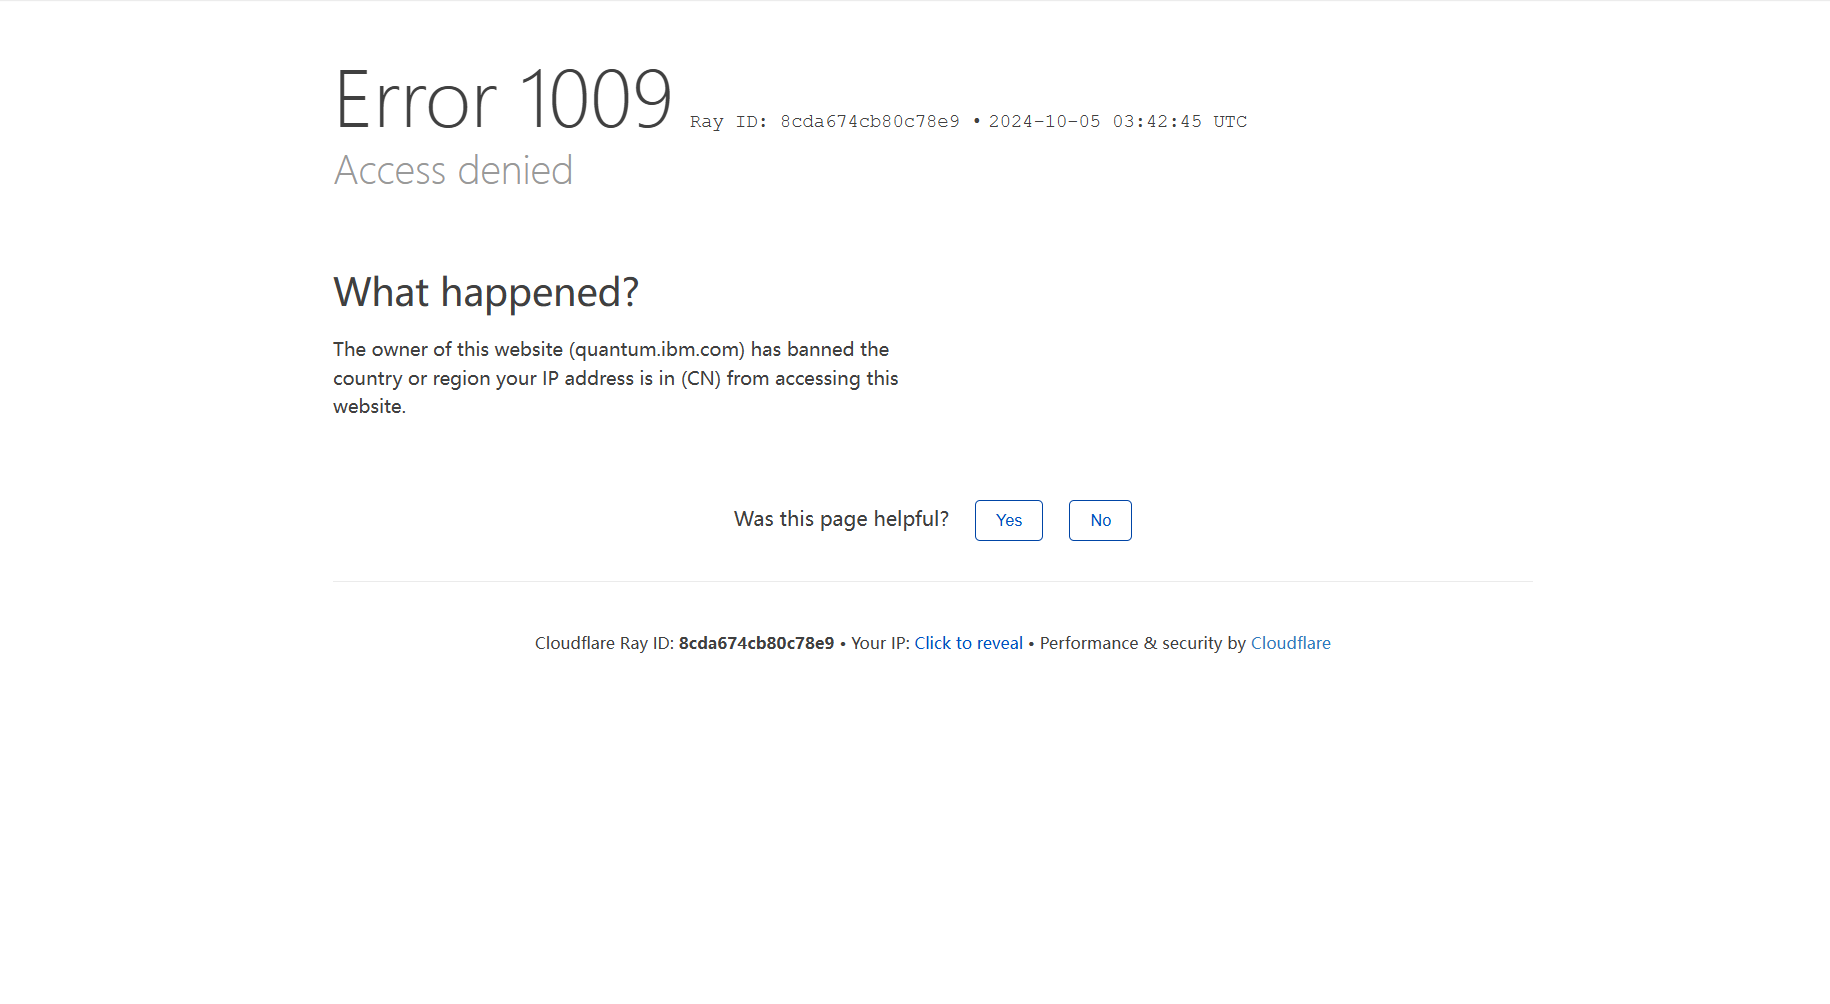 Error 1009 Ray ID: 8cda674cb80c78e9 • 2024-10-05 03:42:45 UTC
Access denied
What happened?
The owner of this website (quantum.ibm.com) has banned the
country or region your IP address is in (CN) from accessing this
website.
Was this page helpful? Yes No
Cloudflare Ray ID: 8cda674cb80c78e9 • Your IP: Click to reveal • Performance & security by Cloudflare